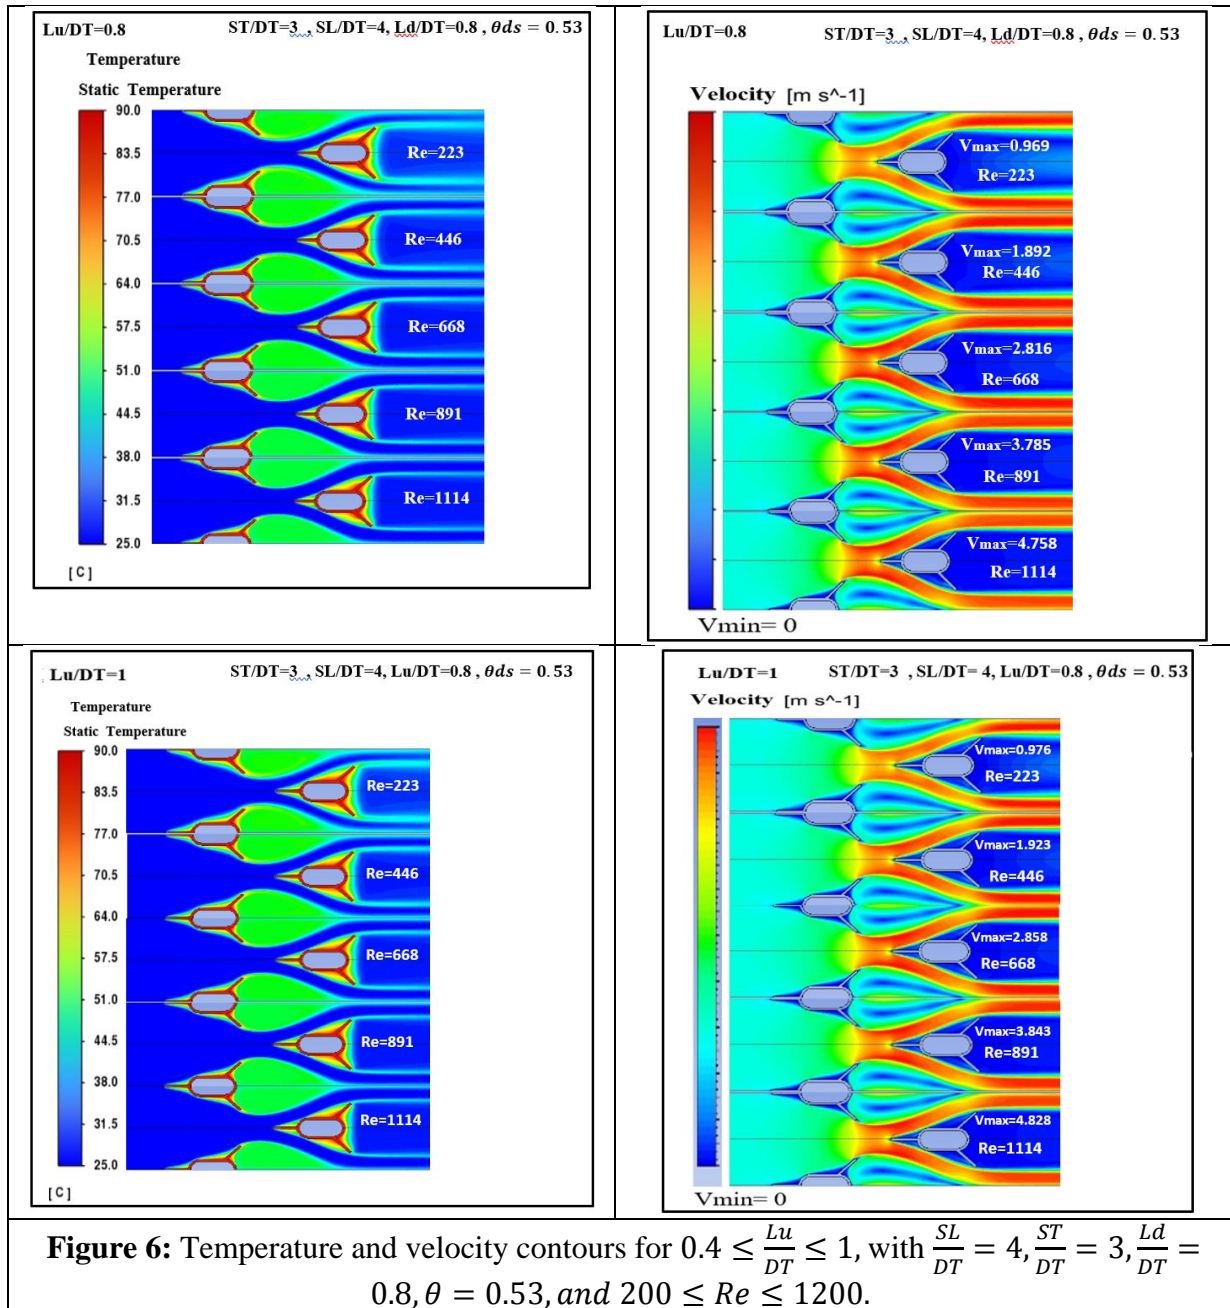 Lu/DT=0.8 ST/DT=3 , SL/DT=4, Ld/DT=0.8 , θds = 0.53
Temperature
Static Temperature
90.0
83.5
77.0
70.5
64.0
57.5
51.0
44.5
38.0
31.5
25.0
[ C ]
Re=223
Re=446
Re=668
Re=891
Re=1114
Lu/DT=0.8 ST/DT=3 , SL/DT=4, Ld/DT=0.8 , θds = 0.53
Velocity [m s^-1]
Vmax=0.969
Re=223
Vmax=1.892
Re=446
Vmax=2.816
Re=668
Vmax=3.785
Re=891
Vmax=4.758
Re=1114
Vmin= 0
Lu/DT=1 ST/DT=3 , SL/DT=4, Lu/DT=0.8 , θds = 0.53
Temperature
Static Temperature
90.0
83.5
77.0
70.5
64.0
57.5
51.0
44.5
38.0
31.5
25.0
[ C ]
Re=223
Re=446
Re=668
Re=891
Re=1114
Lu/DT=1 ST/DT=3 , SL/DT= 4, Lu/DT=0.8 , θds = 0.53
Velocity [m s^-1]
Vmax=0.976
Re=223
Vmax=1.923
Re=446
Vmax=2.858
Re=668
Vmax=3.843
Re=891
Vmax=4.828
Re=1114
Vmin= 0
Figure 6: Temperature and velocity contours for 0.4 ≤ Lu/DT ≤ 1, with SL/DT = 4, ST/DT = 3, Ld/DT =
0.8, θ = 0.53, and 200 ≤ Re ≤ 1200.